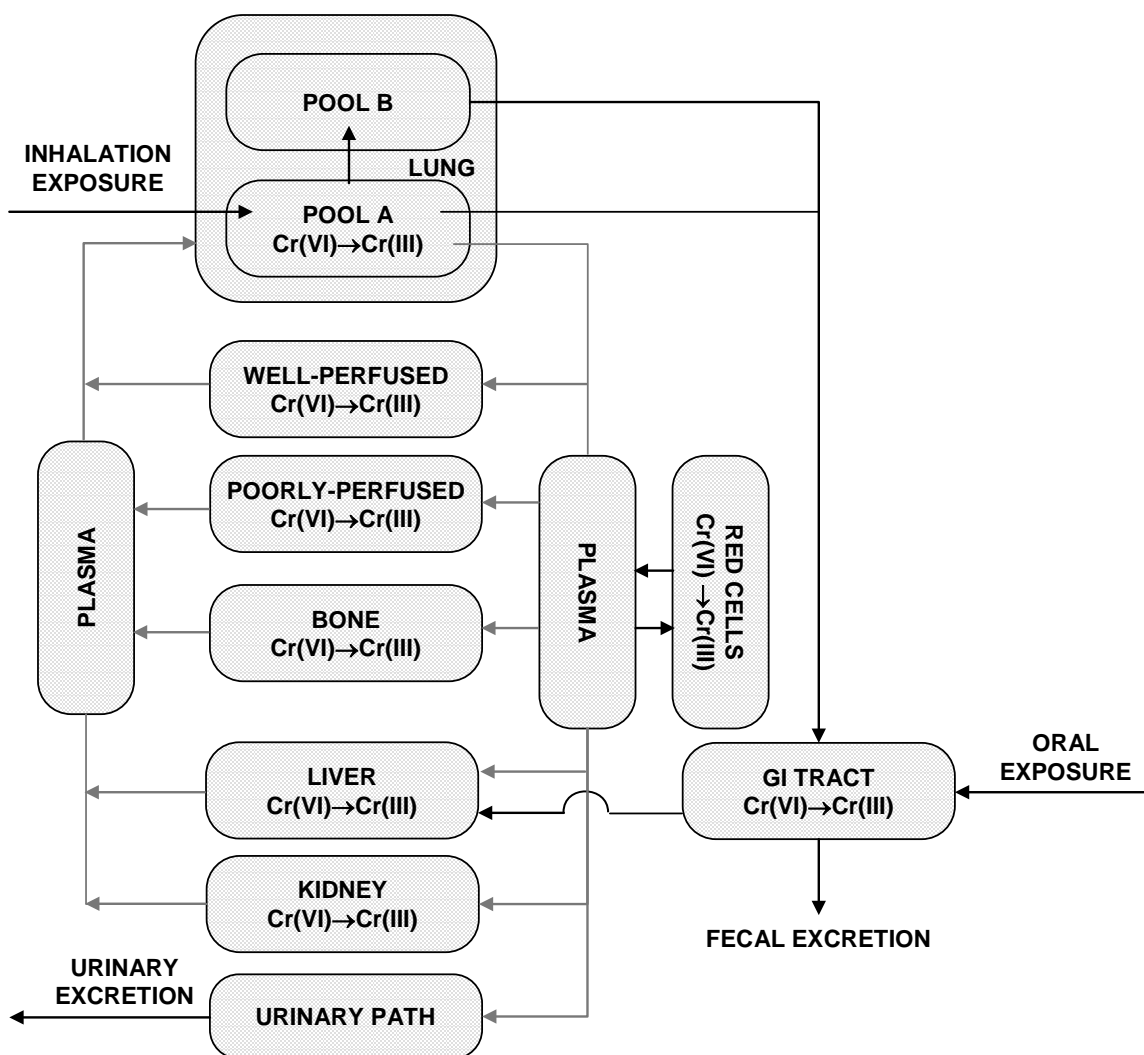 POOL B
INHALATION
EXPOSURE
LUNG
POOL A
Cr(VI)→Cr(III)
WELL-PERFUSED
Cr(VI)→Cr(III)
POORLY-PERFUSED
Cr(VI)→Cr(III)
BONE
Cr(VI)→Cr(III)
PLASMA
PLASMA
RED CELLS
Cr(VI)→Cr(III)
LIVER
Cr(VI)→Cr(III)
GI TRACT
Cr(VI)→Cr(III)
ORAL
EXPOSURE
KIDNEY
Cr(VI)→Cr(III)
FECAL EXCRETION
URINARY
EXCRETION
URINARY PATH